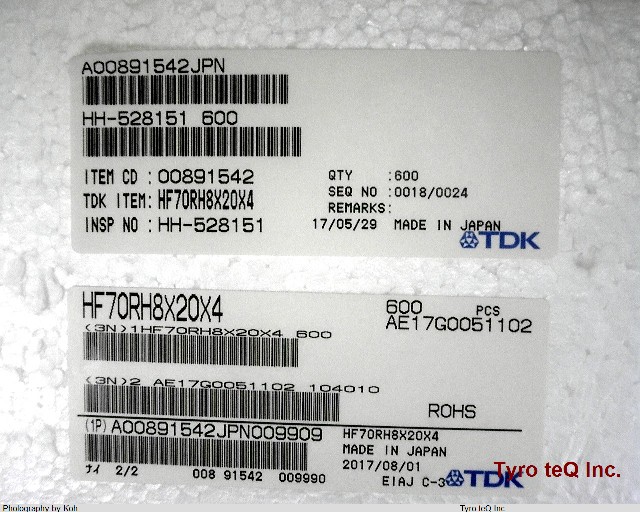 A00891542JPN
HH-528151 600
ITEM CD : 00891542
TDK ITEM: HF70RH8X20X4
INSP NO : HH-528151
QTY :600
SEQ NO :0018/0024
REMARKS:
17/05/29 MADE IN JAPAN
TDK
HF70RH8X20X4
600 PCS
AE17G0051102
(3N)1HF70RH8X20X4 600
(3N)2 AE17G0051102 104010
ROHS
(1P) A00891542JPN009909
HF70RH8X20X4
MADE IN JAPAN
2017/08/01
EIAJ C-3
TDK
ナイ 2/2 008 91542 009990
Tyro teQ Inc.
Photography by Koh
Tyro teQ Inc